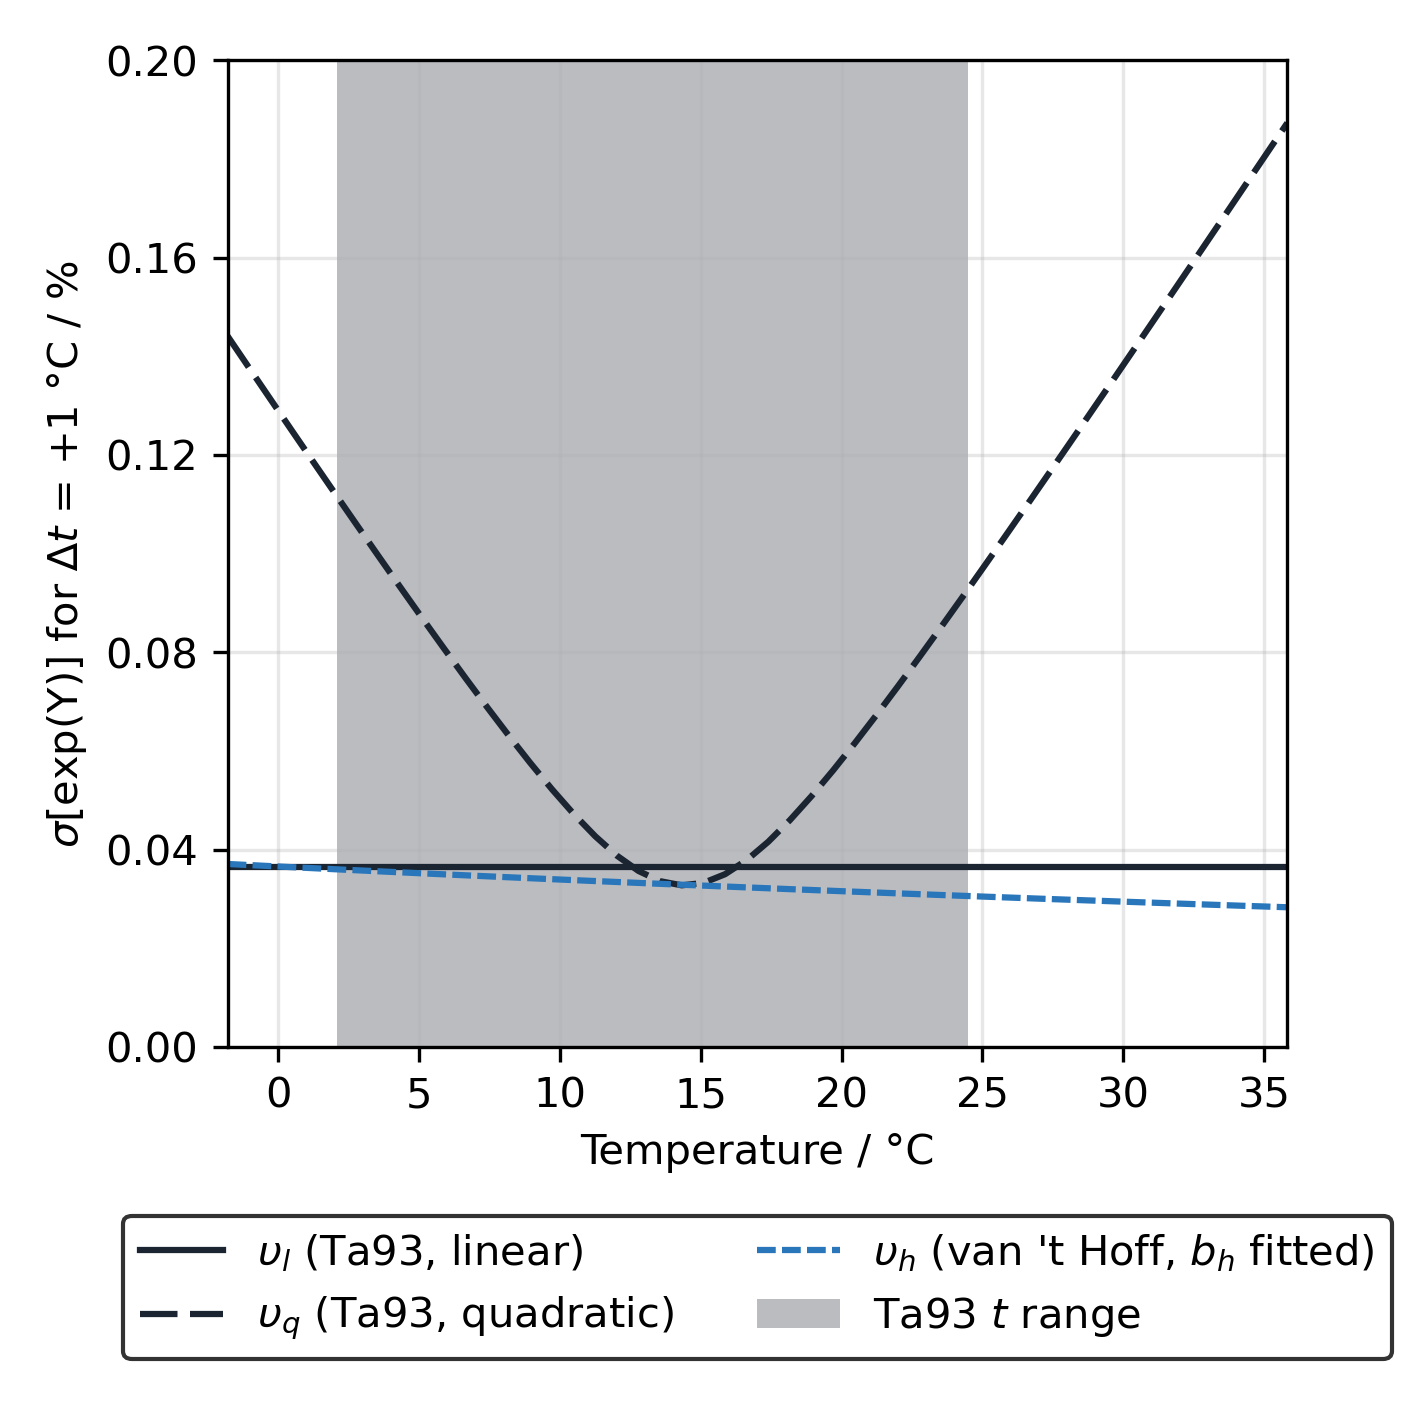 0.20
0.16
0.12
0.08
0.04
0.00
σ[exp(Y)] for Δt = +1 °C / %
0 5 10 15 20 25 30 35
Temperature / °C
υ_l (Ta93, linear)
υ_q (Ta93, quadratic)
υ_h (van 't Hoff, b_h fitted)
Ta93 t range